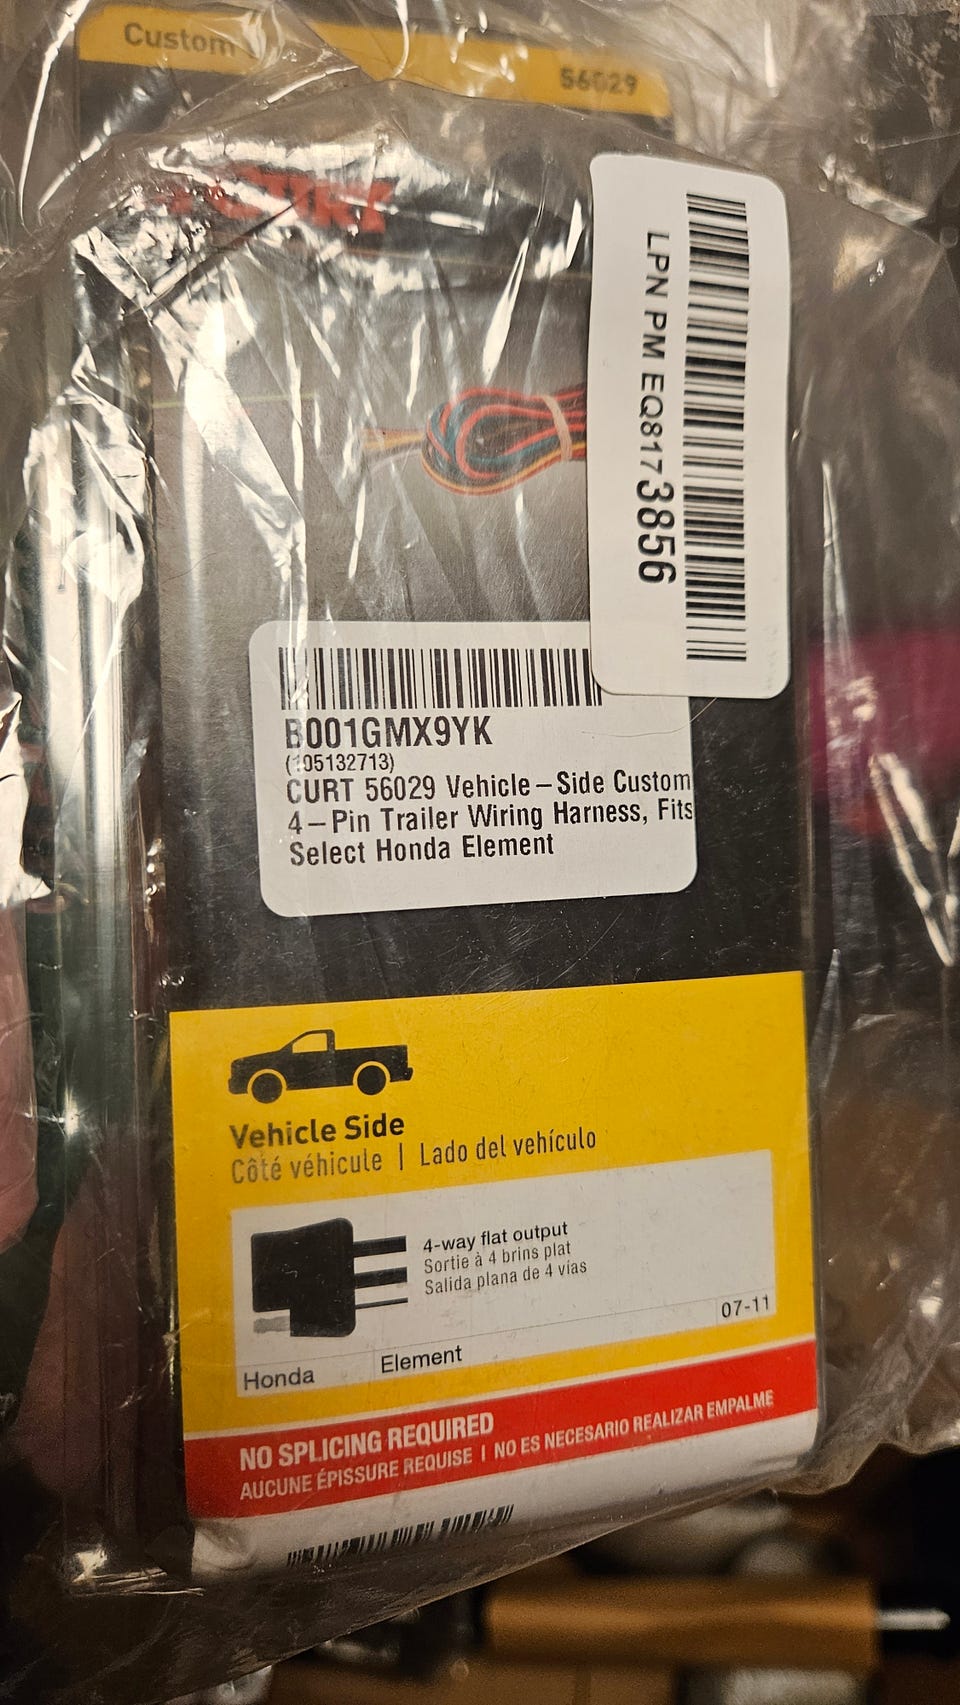 Custom
56029
CURT
LPN PM EQ8173856
B001GMX9YK
(105132713)
CURT 56029 Vehicle-Side Custom
4-Pin Trailer Wiring Harness, Fits
Select Honda Element
Vehicle Side
Côté véhicule | Lado del vehículo
4-way flat output
Sortie à 4 brins plat
Salida plana de 4 vías
07-11
Honda Element
NO SPLICING REQUIRED
AUCUNE ÉPISSURE REQUISE | NO ES NECESARIO REALIZAR EMPALME